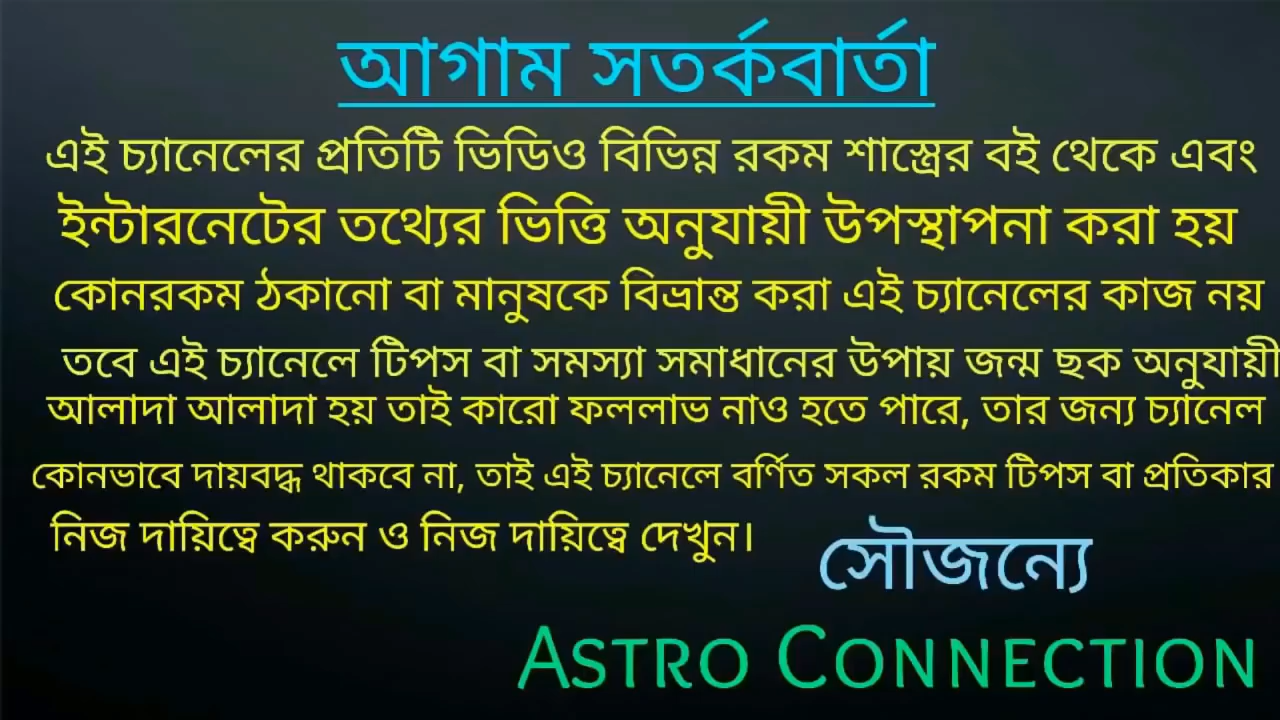 আগাম সতর্কবার্তা
এই চ্যানেলের প্রতিটি ভিডিও বিভিন্ন রকম শাস্ত্রের বই থেকে এবং
ইন্টারনেটের তথ্যের ভিত্তি অনুযায়ী উপস্থাপনা করা হয়
কোনরকম ঠকানো বা মানুষকে বিভ্রান্ত করা এই চ্যানেলের কাজ নয়
তবে এই চ্যানেলে টিপস বা সমস্যা সমাধানের উপায় জন্ম ছক অনুযায়ী
আলাদা আলাদা হয় তাই কারো ফললাভ নাও হতে পারে, তার জন্য চ্যানেল
কোনভাবে দায়বদ্ধ থাকবে না, তাই এই চ্যানেলে বর্ণিত সকল রকম টিপস বা প্রতিকার
নিজ দায়িত্বে করুন ও নিজ দায়িত্বে দেখুন।
সৌজন্যে
ASTRO CONNECTION